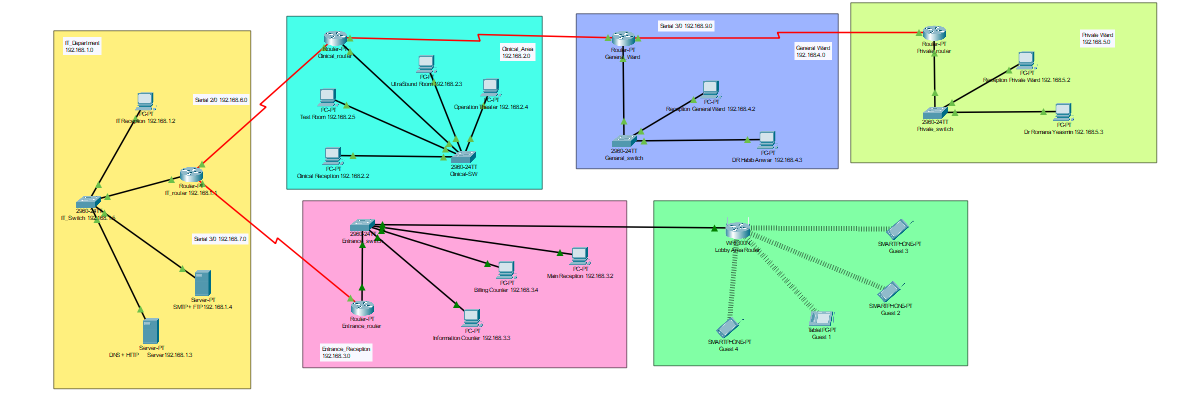 IT_Department
192.168.1.0
PC-PT
IT Reception 192.168.1.2
Serial 2/0 192.168.6.0
Router-PT
IT_router 192.168.1.1
2960-24TT
IT_Switch 192.168.1.5
Serial 3/0 192.168.7.0
Server-PT
SMTP+ FTP 192.168.1.4
Server-PT
DNS + HTTP Server 192.168.1.3
Router-PT
Clinical_router
Clinical_Area
192.168.2.0
PC-PT
UltraSound Room 192.168.2.3
PC-PT
Operation Theater 192.168.2.4
PC-PT
Test Room 192.168.2.5
PC-PT
Clinical Reception 192.168.2.2
2960-24TT
Clinical-SW
Serial 3/0 192.168.9.0
Router-PT
General_Ward
General Ward
192.168.4.0
PC-PT
Reception General Ward 192.168.4.2
2960-24TT
General_switch
PC-PT
DR Habib Anwar 192.168.4.3
Router-PT
Private_router
Private Ward
192.168.5.0
PC-PT
Reception Private Ward 192.168.5.2
2960-24TT
Private_switch
PC-PT
Dr Romana Yasemin 192.168.5.3
2960-24TT
Entrance_switch
PC-PT
Main Reception 192.168.3.2
PC-PT
Billing Counter 192.168.3.4
Router-PT
Entrance_router
PC-PT
Information Counter 192.168.3.3
Entrance_Reception
192.168.3.0
Lobby Area Router
SMARTPHONE-PT
Guest 3
SMARTPHONE-PT
Guest 2
TabletPC-PT
Guest 1
SMARTPHONE-PT
Guest 4